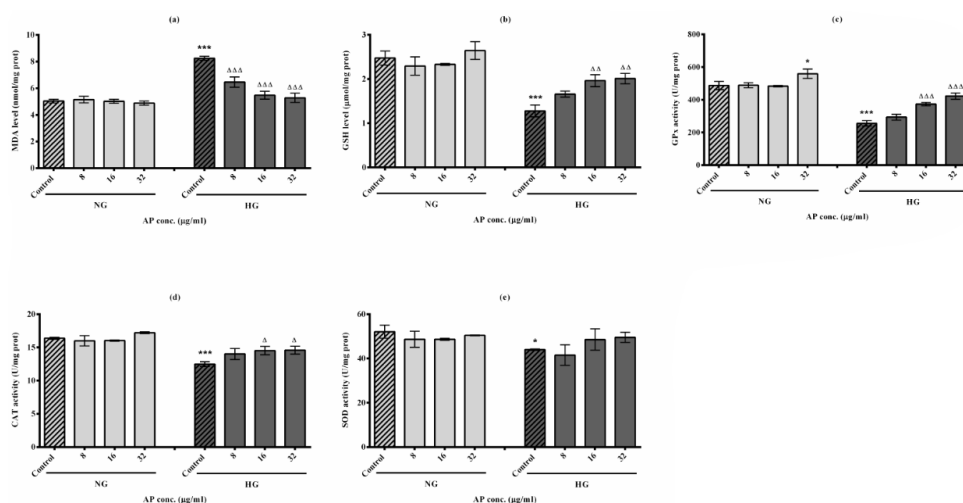 (a)
MDA level (nmol/mg prot)
10
8
6
4
2
0
***
ΔΔΔ
ΔΔΔ
ΔΔΔ
Control
8
16
32
Control
8
16
32
NG
HG
AP conc. (μg/ml)
(b)
GSH level (μmol/mg prot)
3
2
1
0
***
ΔΔ
ΔΔ
Control
8
16
32
Control
8
16
32
NG
HG
AP conc. (μg/ml)
(c)
GPx activity (U/mg prot)
800
600
400
200
0
*
***
ΔΔΔ
ΔΔΔ
Control
8
16
32
Control
8
16
32
NG
HG
AP conc. (μg/ml)
(d)
CAT activity (U/mg prot)
20
15
10
5
0
***
Δ
Δ
Control
8
16
32
Control
8
16
32
NG
HG
AP conc. (μg/ml)
(e)
SOD activity (U/mg prot)
60
40
20
0
*
Control
8
16
32
Control
8
16
32
NG
HG
AP conc. (μg/ml)